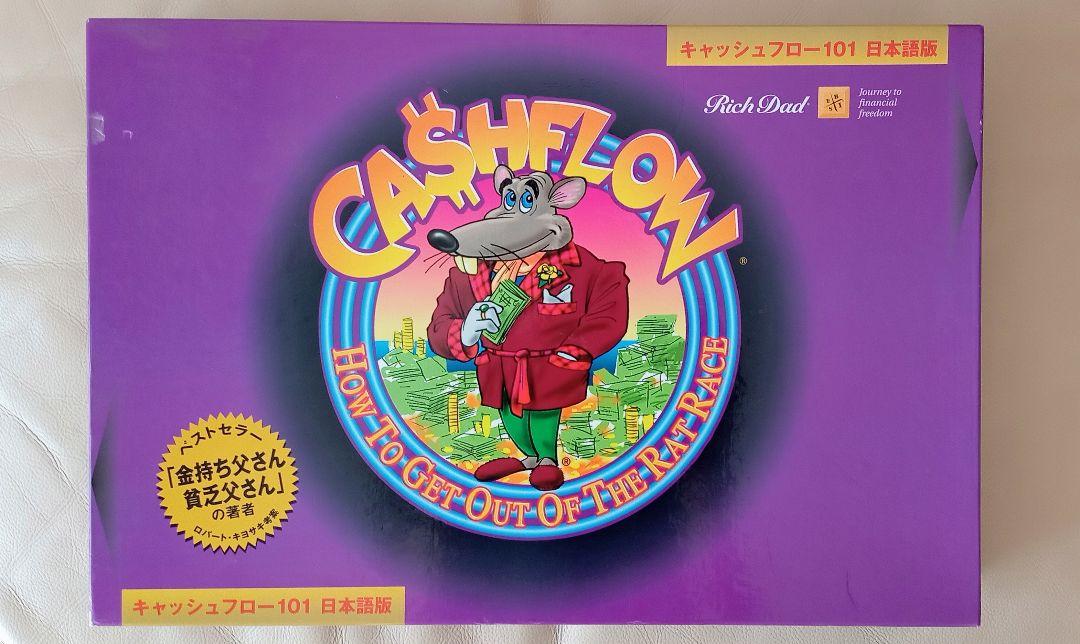 キャッシュフロー101 日本語版
Rich Dad
E B
S I
Journey to
financial
freedom
CA$HFLOW
®
HOW TO GET OUT OF THE RAT RACE
®
ベストセラー
「金持ち父さん
貧乏父さん」
の著者
ロバート・キヨサキ考案
キャッシュフロー101 日本語版